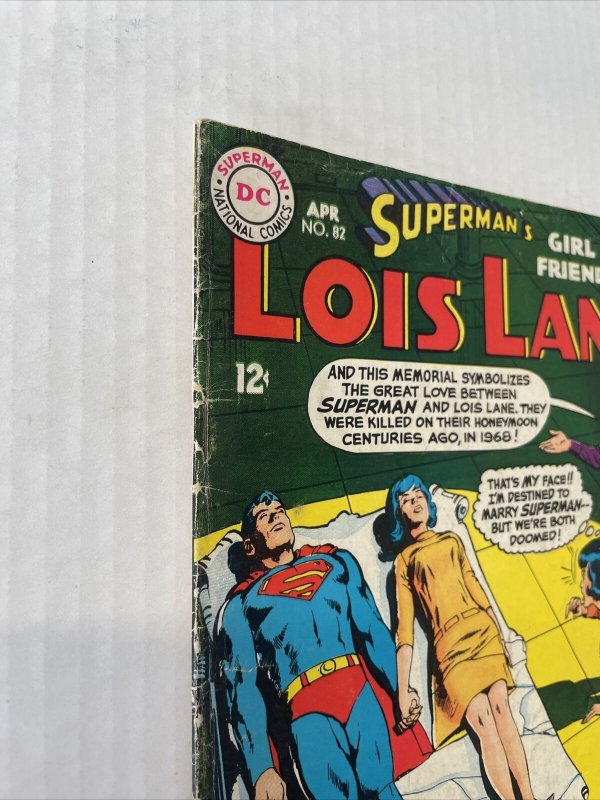 SUPERMAN
DC
NATIONAL COMICS
APR
NO. 82
SUPERMAN'S
GIRL
FRIEND
LOIS LAN
12¢
AND THIS MEMORIAL SYMBOLIZES
THE GREAT LOVE BETWEEN
SUPERMAN AND LOIS LANE. THEY
WERE KILLED ON THEIR HONEYMOON
CENTURIES AGO, IN 1968!
THAT'S MY FACE!!
I'M DESTINED TO
MARRY SUPERMAN--
BUT WE'RE BOTH
DOOMED!
S